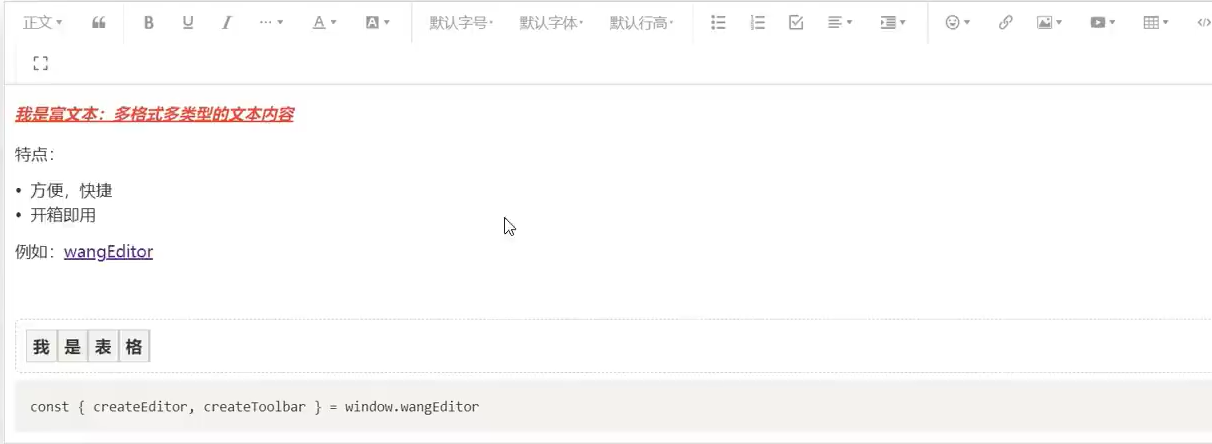 正文 B U I A A 默认字号 默认字体 默认行高
我是富文本：多格式多类型的文本内容
特点：
• 方便，快捷
• 开箱即用
例如：wangEditor
我 是 表 格
const { createEditor, createToolbar } = window.wangEditor